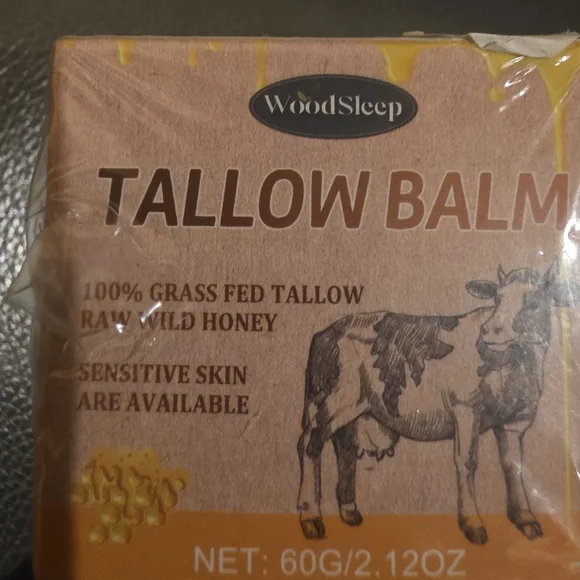 WoodSleep
TALLOW BALM
100% GRASS FED TALLOW
RAW WILD HONEY
SENSITIVE SKIN
ARE AVAILABLE
NET: 60G/2.12OZ